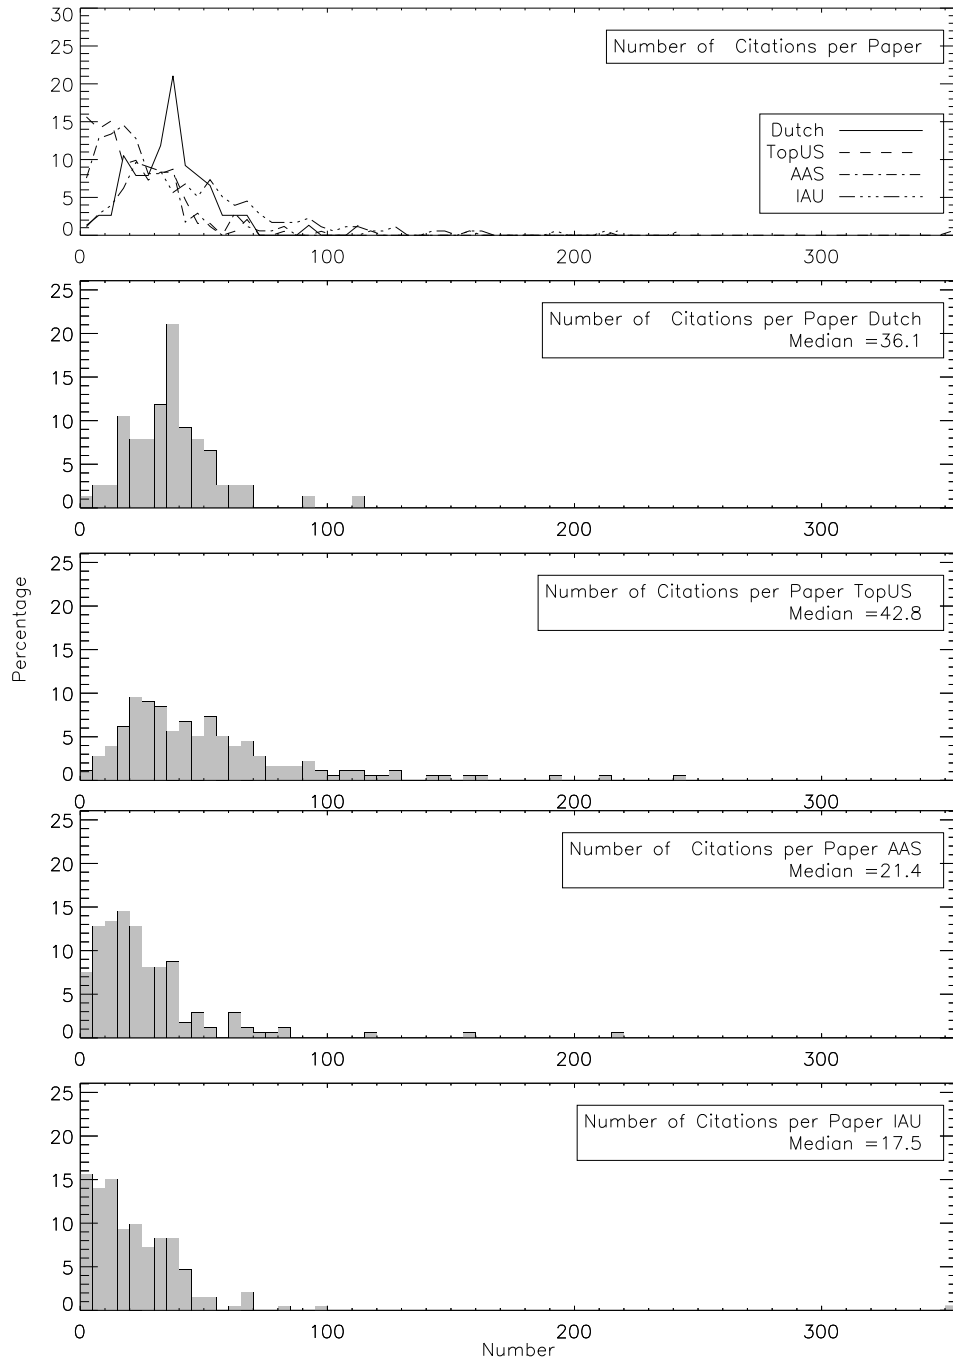 30
Number of Citations per Paper
25
20
15
Dutch
TopUS
10
AAS
5
IAU
0
0 100 200 300
25
Number of Citations per Paper Dutch
Median =36.1
20
15
10
5
0
0 100 200 300
25
Number of Citations per Paper TopUS
Median =42.8
20
Percentage
15
10
5
0
0 100 200 300
25
Number of Citations per Paper AAS
Median =21.4
20
15
10
5
0
0 100 200 300
25
Number of Citations per Paper IAU
Median =17.5
20
15
10
5
0
0 100 200 300
Number